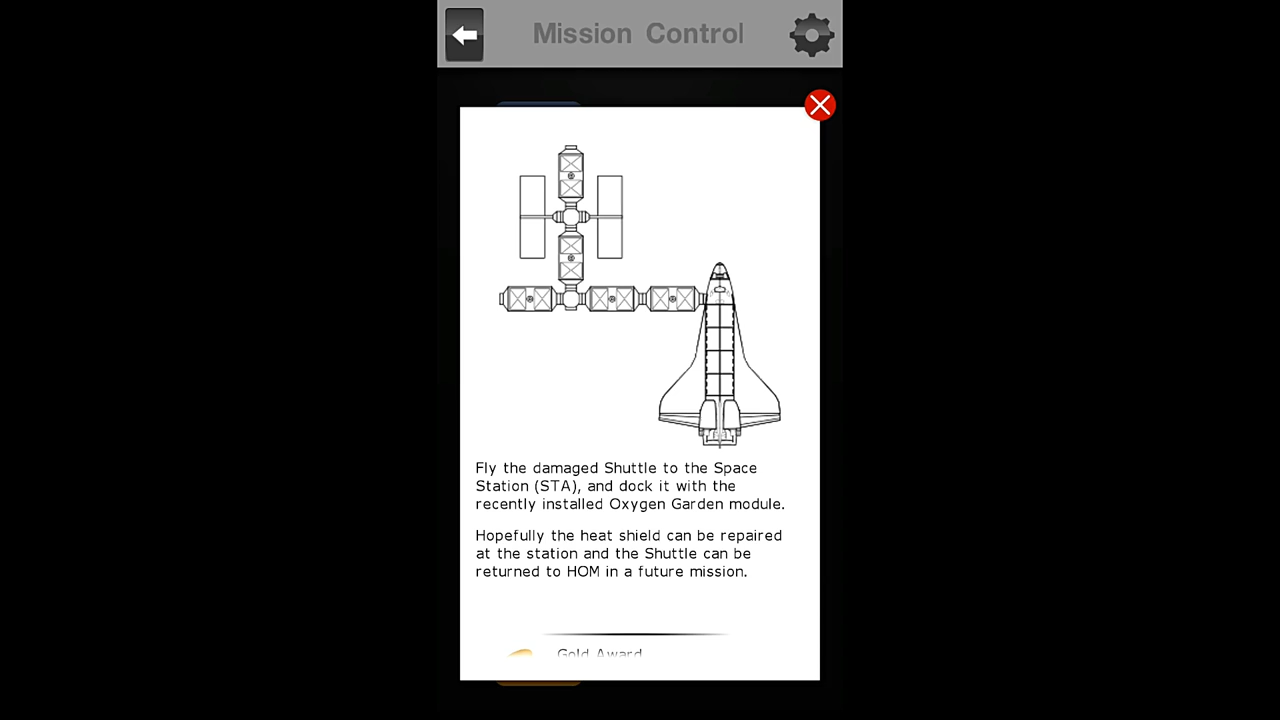 Mission Control
Fly the damaged Shuttle to the Space
Station (STA), and dock it with the
recently installed Oxygen Garden module.
Hopefully the heat shield can be repaired
at the station and the Shuttle can be
returned to HOM in a future mission.
Gold Award